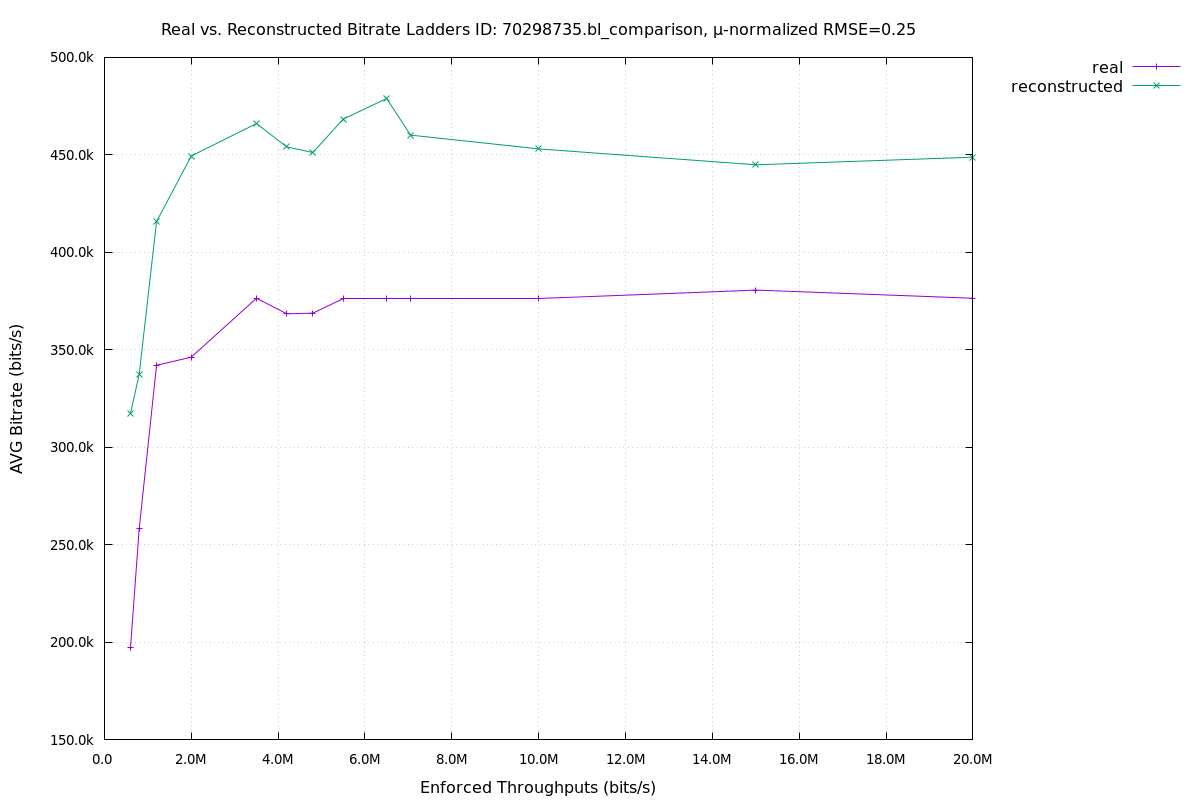 Real vs. Reconstructed Bitrate Ladders ID: 70298735.bl_comparison, μ-normalized RMSE=0.25
real
reconstructed
500.0k
450.0k
400.0k
350.0k
300.0k
250.0k
200.0k
150.0k
AVG Bitrate (bits/s)
0.0 2.0M 4.0M 6.0M 8.0M 10.0M 12.0M 14.0M 16.0M 18.0M 20.0M
Enforced Throughputs (bits/s)